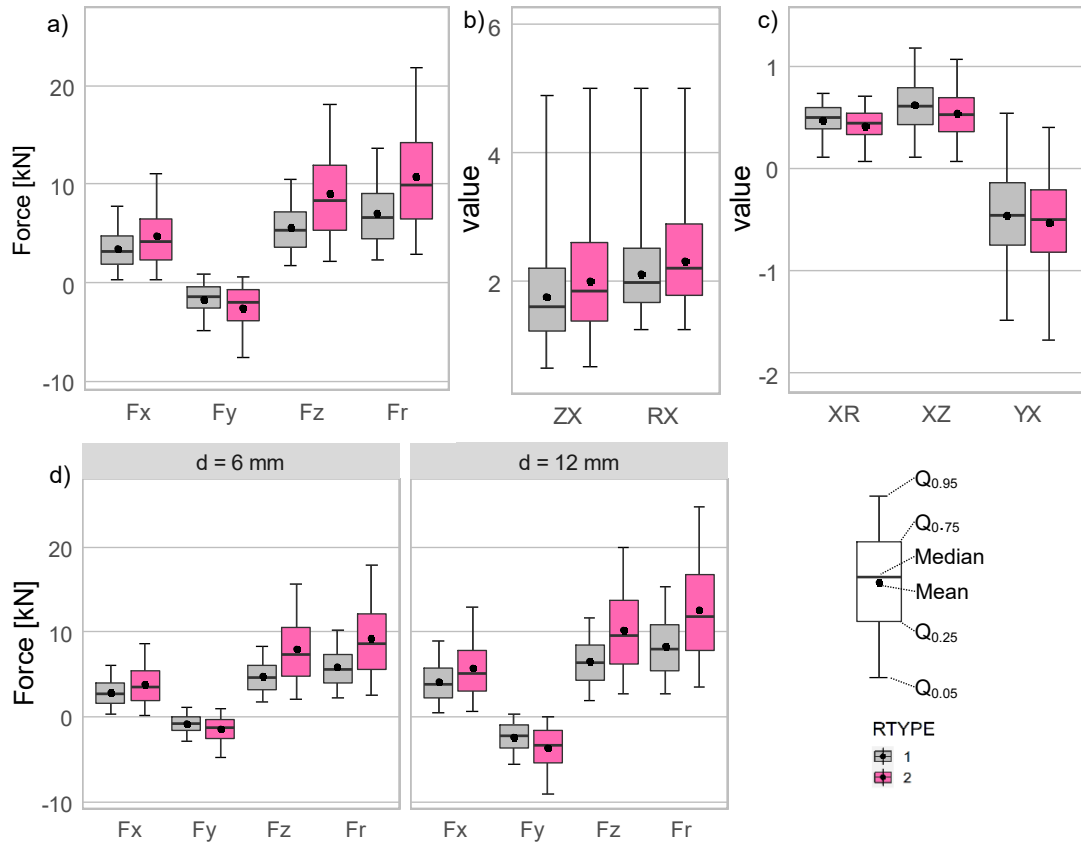 a)
Force [kN]
20
10
0
-10
Fx Fy Fz Fr
b)
value
6
4
2
ZX RX
c)
value
1
0
-1
-2
XR XZ YX
d)
d = 6 mm d = 12 mm
Force [kN]
20
10
0
-10
Fx Fy Fz Fr Fx Fy Fz Fr
Q0.95
Q0.75
Median
Mean
Q0.25
Q0.05
RTYPE
1
2